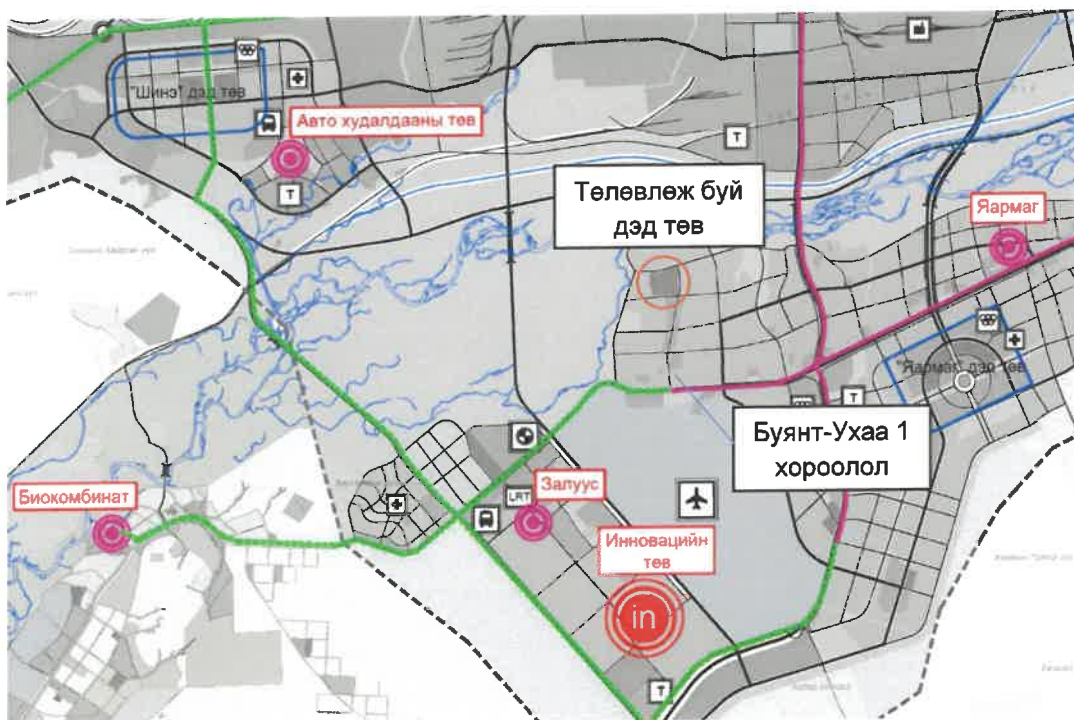 "Шинэ" дэд төв
Авто худалдааны төв
T
T
Төлөвлөж буй
дэд төв
Яармаг
"Яармаг" дэд төв
T
Буянт-Ухаа 1
хороолол
Биокомбинат
LRT
Залуус
Инновацийн
төв
in
T